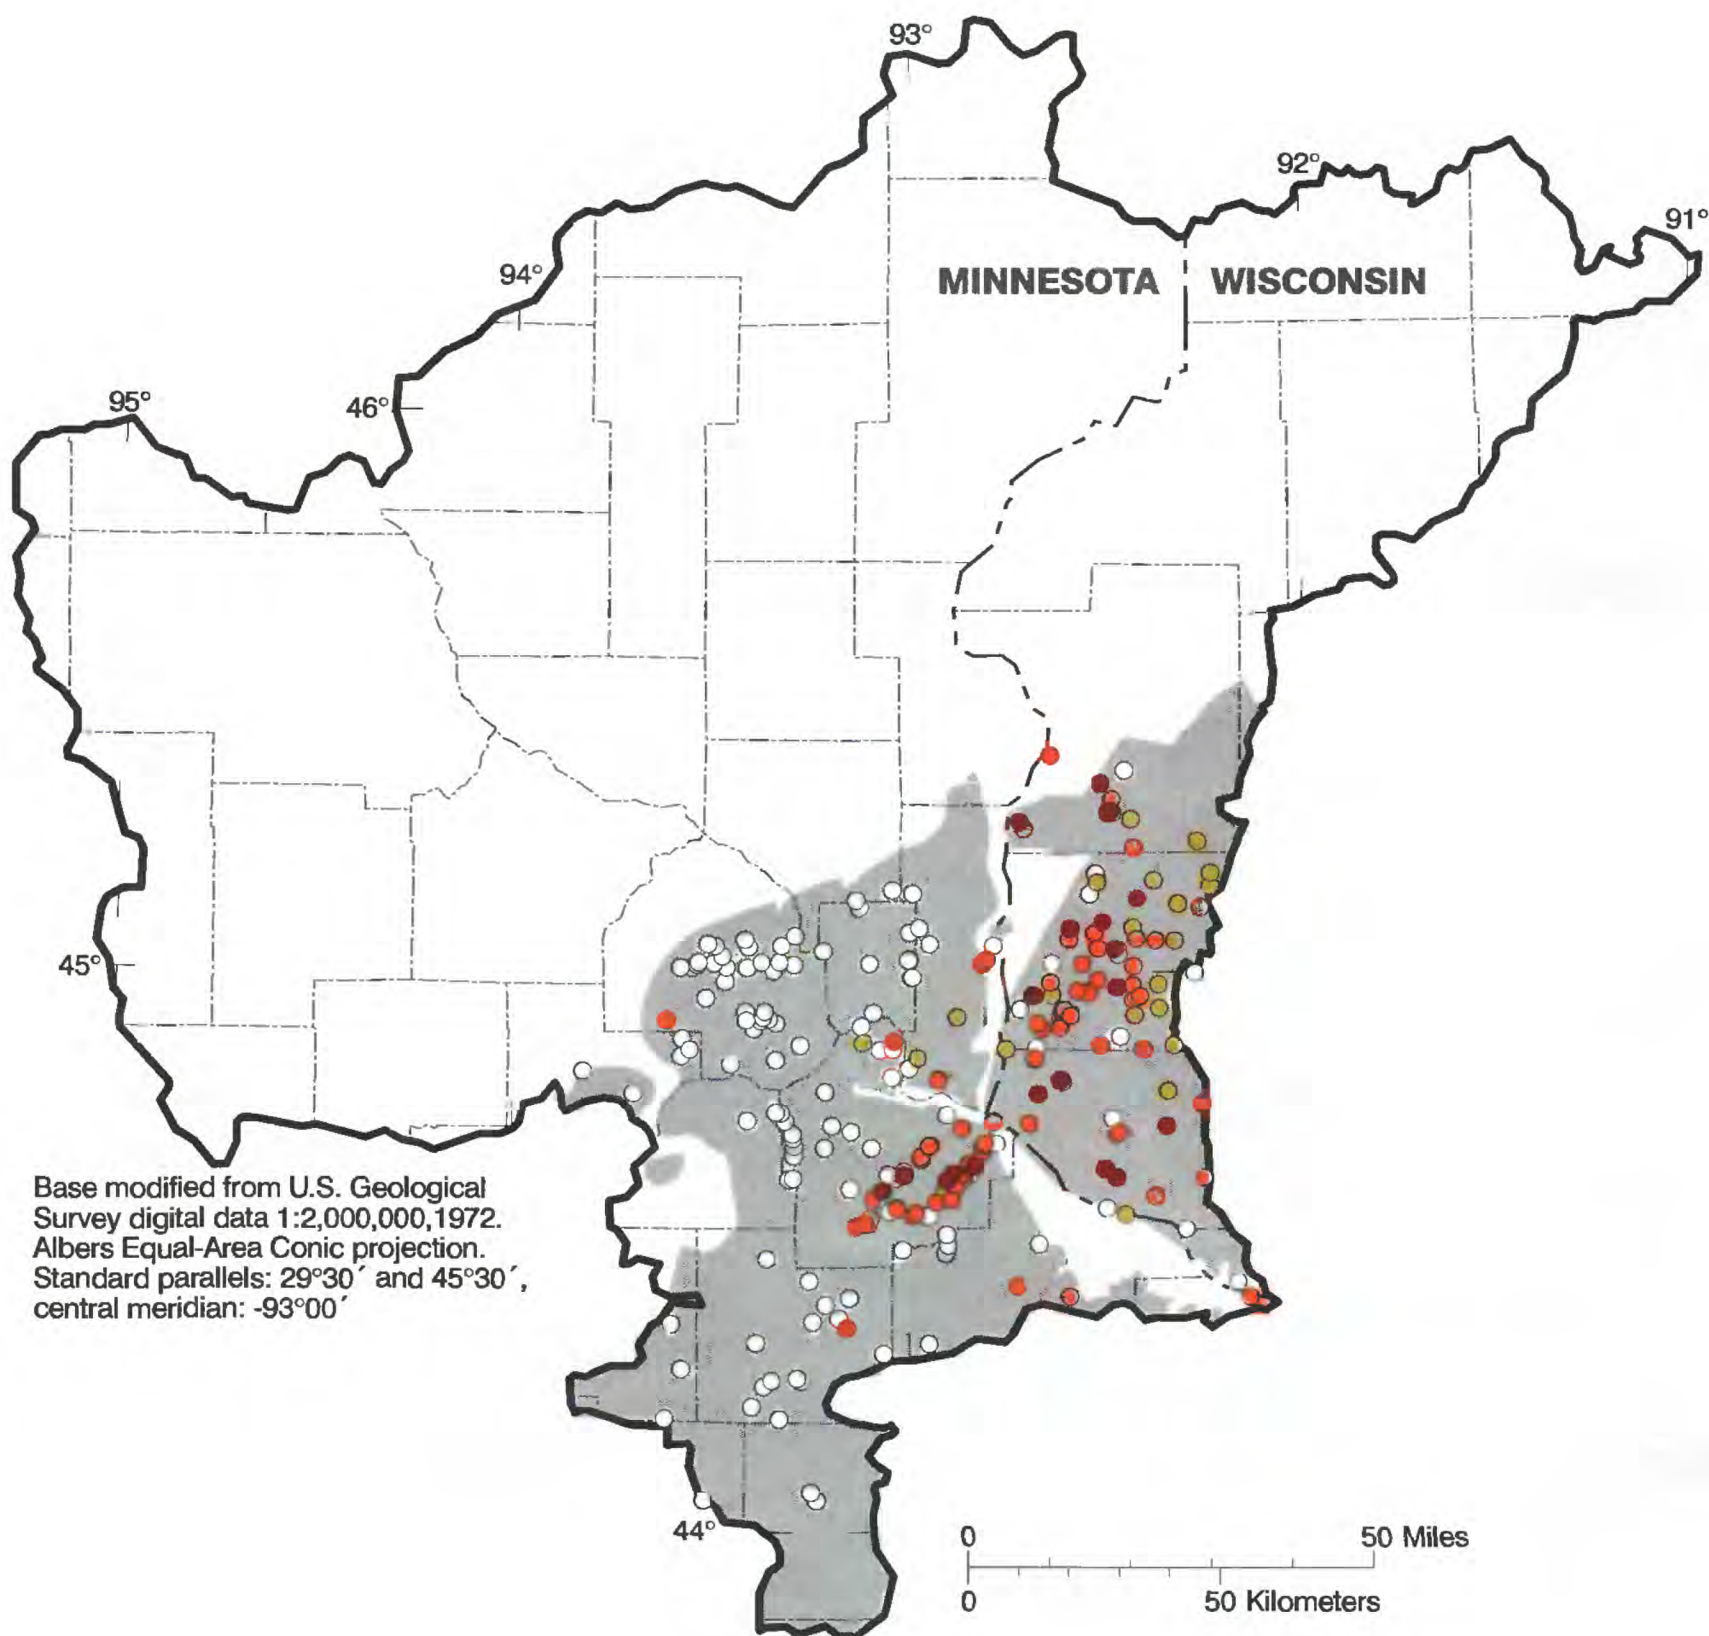 93°
92°
91°
94°
MINNESOTA WISCONSIN
95°
46°
45°
Base modified from U.S. Geological
Survey digital data 1:2,000,000,1972.
Albers Equal-Area Conic projection.
Standard parallels: 29°30´ and 45°30´,
central meridian: -93°00´
44°
0 50 Miles
0 50 Kilometers